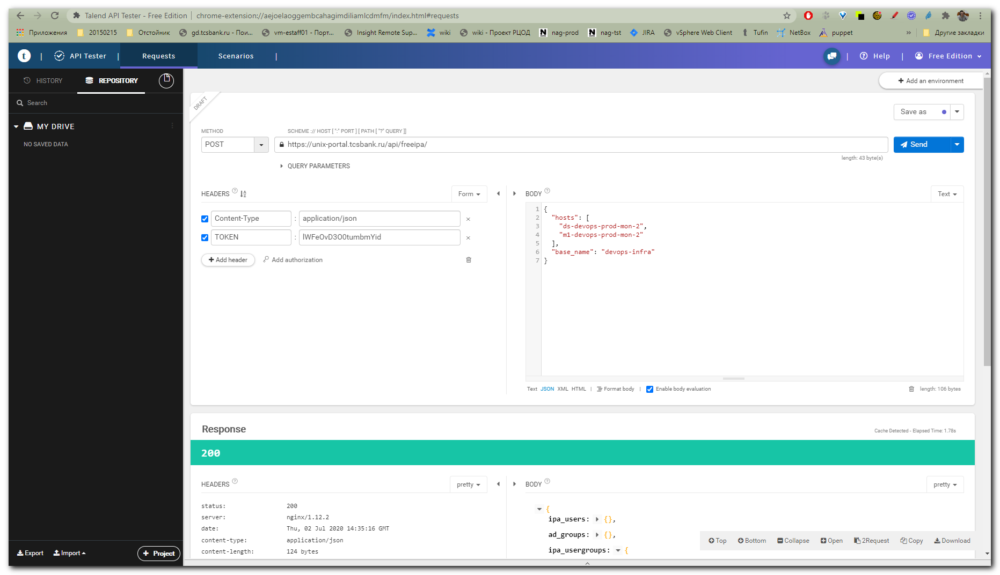 Talend API Tester - Free Edition | chrome-extension://aejoelaoggembcahagimdiliamlcdmfm/index.html#requests
Приложения 20150215 Отстойник gd.tcsbank.ru - Пои... vm-estaff01 - Порт... Insight Remote Sup... wiki wiki - Проект РЦОД nag-prod nag-tst JIRA vSphere Web Client Tufin NetBox puppet » Другие закладки
t | API Tester | Requests Scenarios | | Help | Free Edition
HISTORY REPOSITORY
+ Add an environment
Search
DRAFT
MY DRIVE
NO SAVED DATA
Save as
METHOD SCHEME :// HOST [ ":" PORT ] [ PATH [ "?" QUERY ]]
POST https://unix-portal.tcsbank.ru/api/freeipa/ Send
length: 43 byte(s)
QUERY PARAMETERS
HEADERS ? Form
BODY ? Text
Content-Type : application/json ×
TOKEN : lWFeOvD3O0tumbmYid ×
+ Add header Add authorization
1 {
2 "hosts": [
3 "ds-devops-prod-mon-2",
4 "m1-devops-prod-mon-2"
5 ],
6 "base_name": "devops-infra"
7 }
Text JSON XML HTML | Format body | Enable body evaluation length: 106 bytes
Response Cache Detected - Elapsed Time: 1.78s
200
HEADERS ? pretty
BODY ? pretty
status: 200
server: nginx/1.12.2
date: Thu, 02 Jul 2020 14:35:16 GMT
content-type: application/json
content-length: 124 bytes
{
ipa_users: {},
ad_groups: {},
ipa_usergroups: {
Top Bottom Collapse Open 2Request Copy Download
Export Import + Project